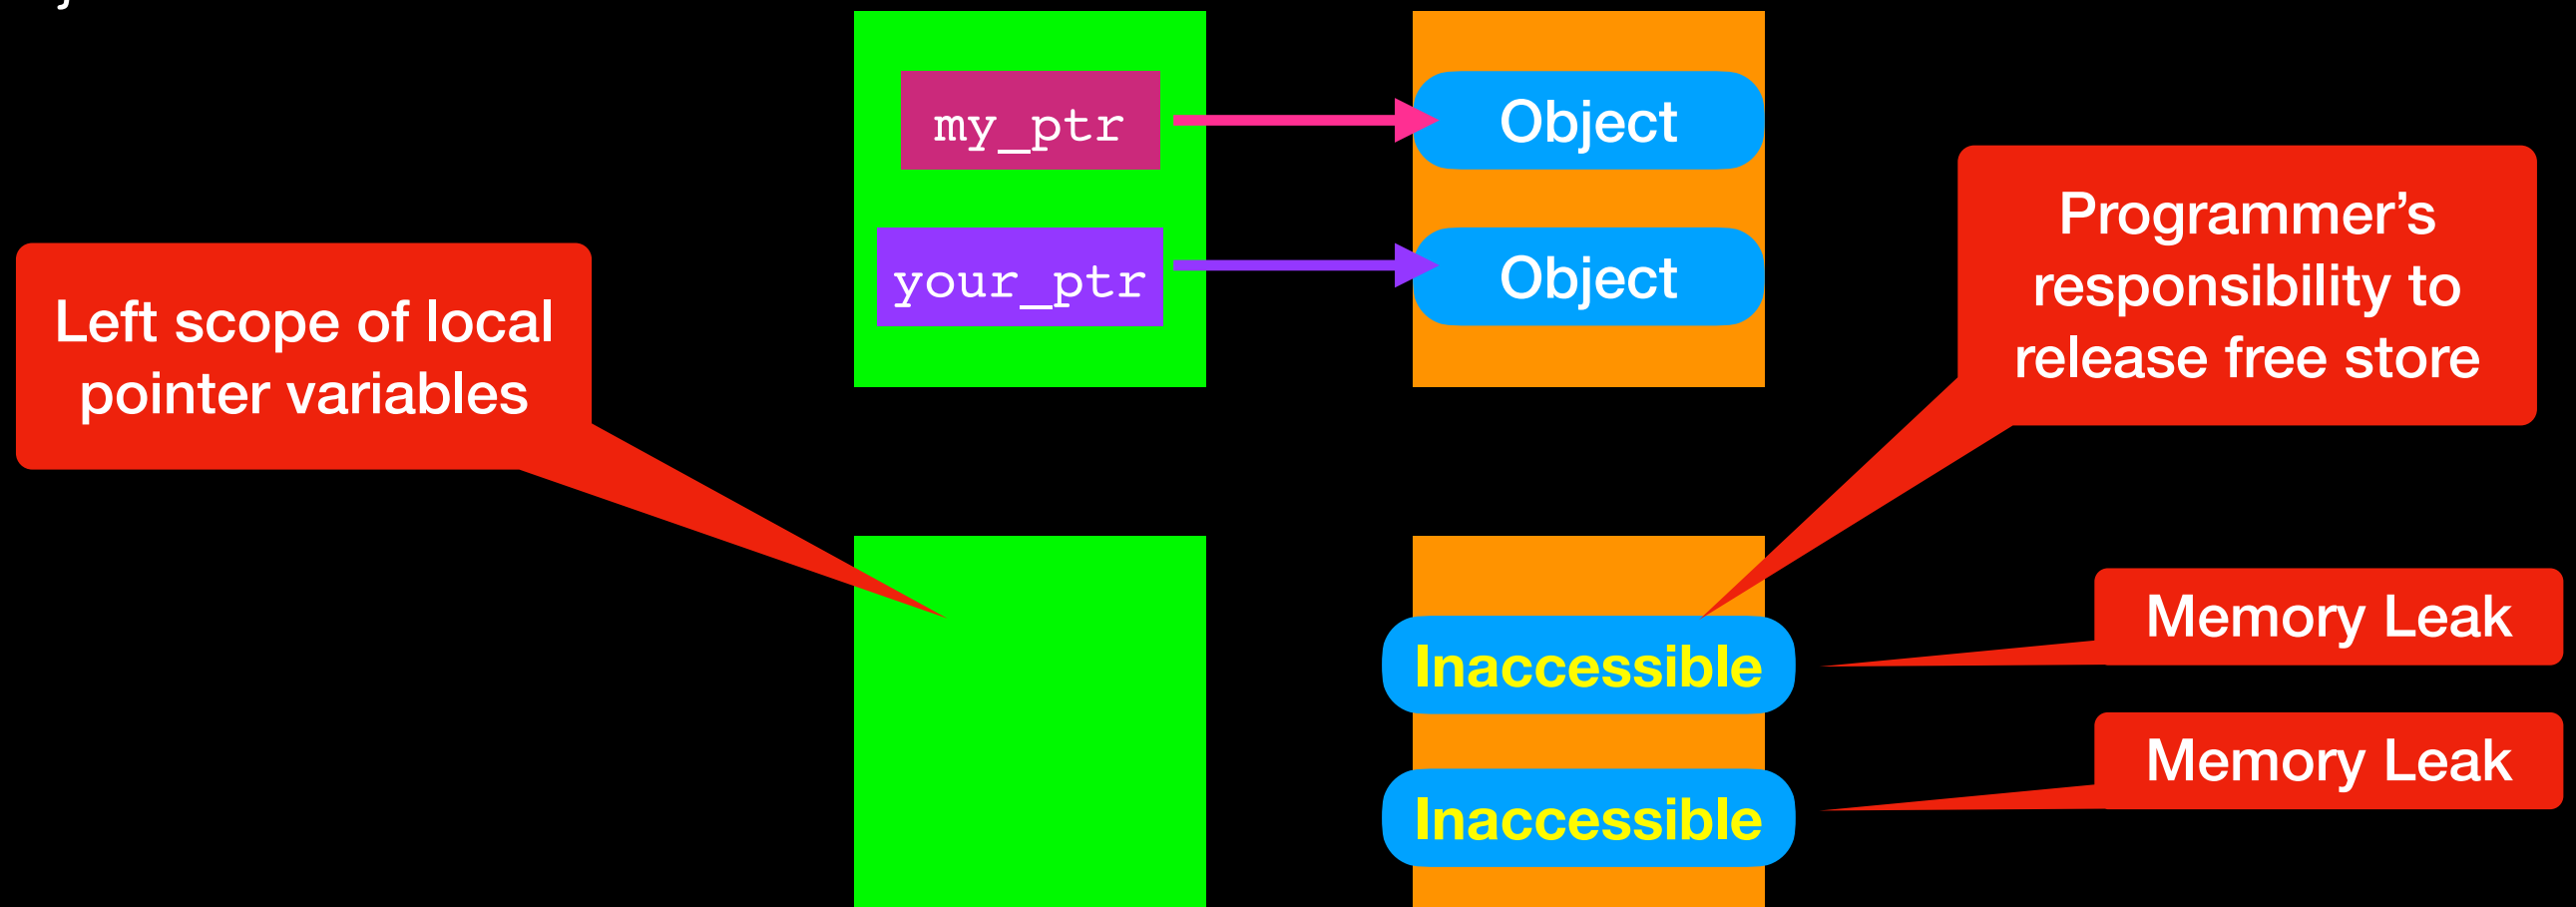 my_ptr
Object
your_ptr
Object
Left scope of local
pointer variables
Programmer’s
responsibility to
release free store
Inaccessible
Memory Leak
Inaccessible
Memory Leak